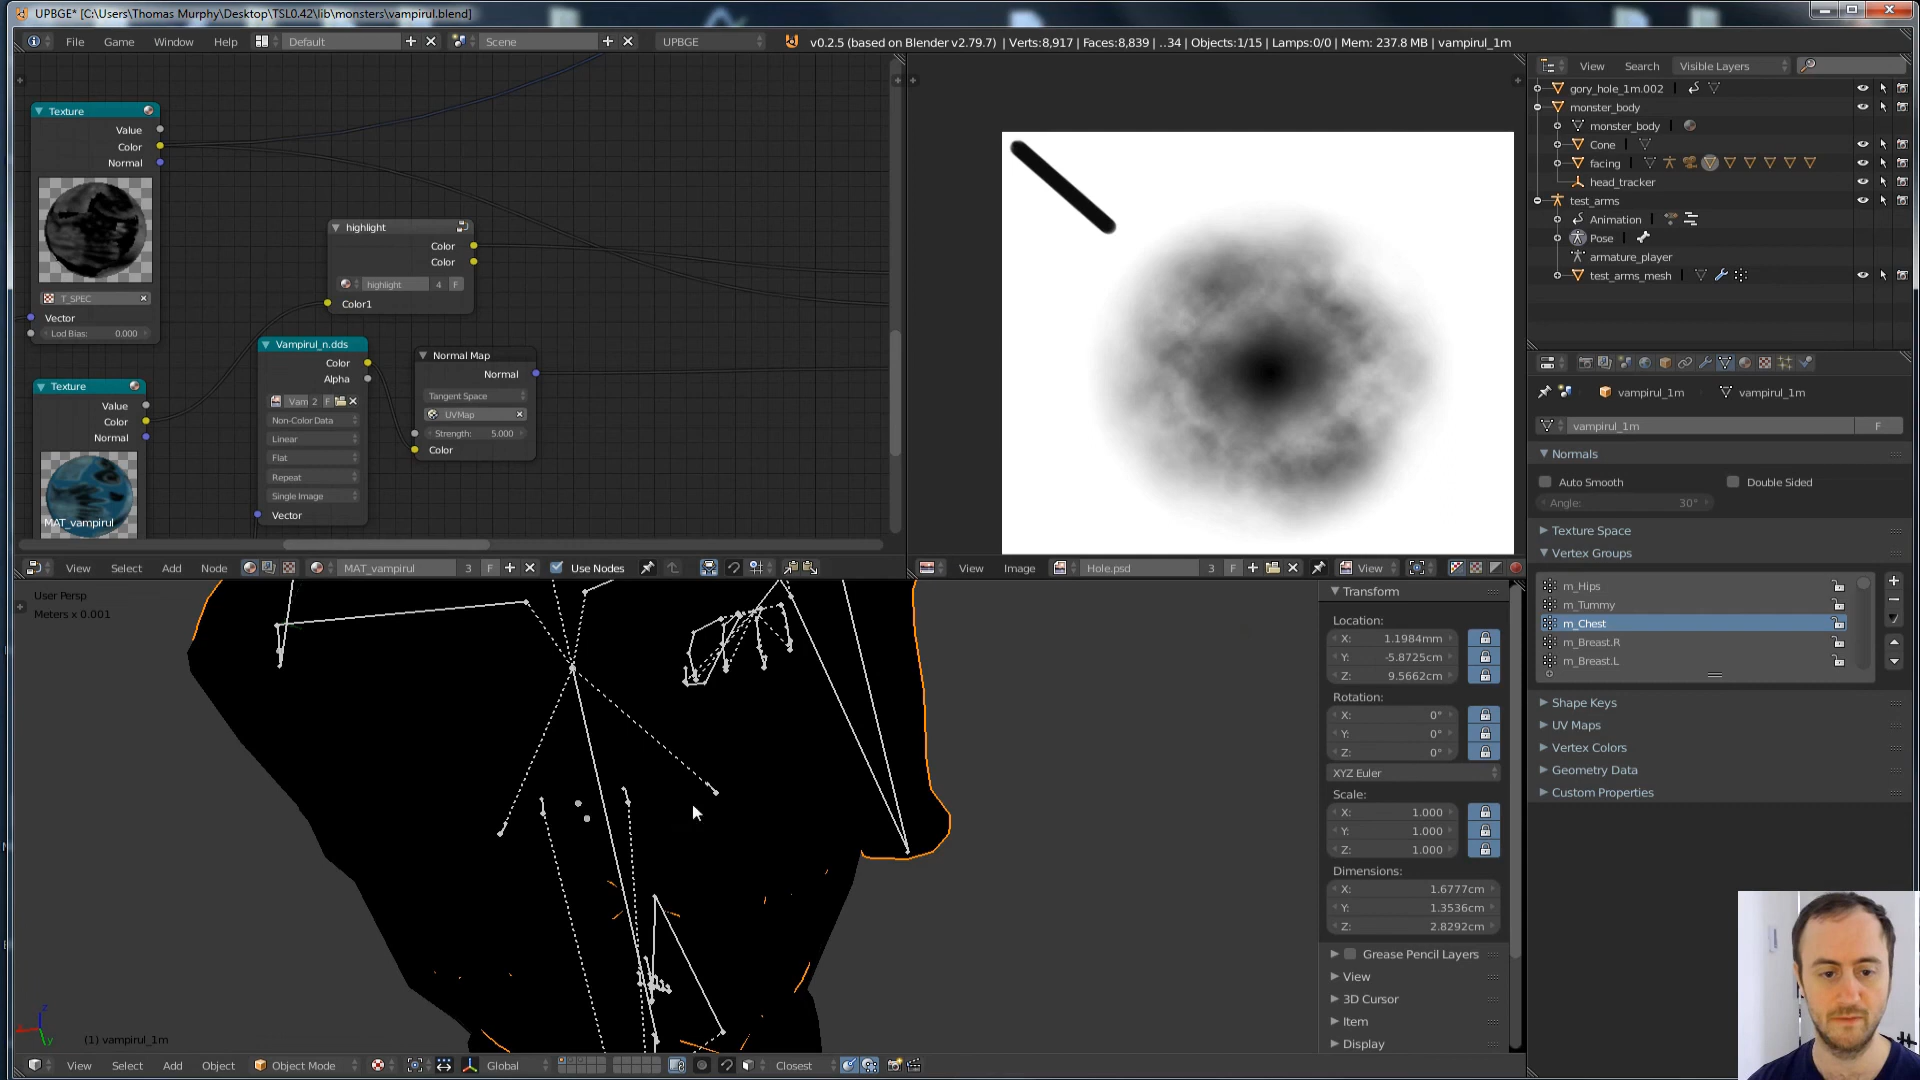 UPBGE* [C:\Users\Thomas Murphy\Desktop\TSL0.42\lib\monsters\vampirul.blend]
File Game Window Help Default Scene UPBGE v0.2.5 (based on Blender v2.79.7) | Verts:8,917 | Faces:8,839 | ..34 | Objects:1/15 | Lamps:0/0 | Mem: 237.8 MB | vampirul_1m
Texture
Value
Color
Normal
T_SPEC
Vector
Lod Bias: 0.000
Texture
Value
Color
Normal
MAT_vampirul
highlight
Color
Color
highlight 4 F
Color1
Vampirul_n.dds
Color
Alpha
Vam 2 F
Non-Color Data
Linear
Flat
Repeat
Single Image
Vector
Normal Map
Normal
Tangent Space
UVMap
Strength: 5.000
Color
View Select Add Node MAT_vampirul 3 F Use Nodes
View Image Hole.psd 3 F View
User Persp
Meters x 0.001
(1) vampirul_1m
View Select Add Object Object Mode Global Closest
Transform
Location:
X: 1.1984mm
Y: -5.8725cm
Z: 9.5662cm
Rotation:
X: 0°
Y: 0°
Z: 0°
XYZ Euler
Scale:
X: 1.000
Y: 1.000
Z: 1.000
Dimensions:
X: 1.6777cm
Y: 1.3536cm
Z: 2.8292cm
Grease Pencil Layers
View
3D Cursor
Item
Display
View Search Visible Layers
gory_hole_1m.002
monster_body
monster_body
Cone
facing
head_tracker
test_arms
Animation
Pose
armature_player
test_arms_mesh
vampirul_1m vampirul_1m
vampirul_1m F
Normals
Auto Smooth Double Sided
Angle: 30°
Texture Space
Vertex Groups
m_Hips
m_Tummy
m_Chest
m_Breast.R
m_Breast.L
Shape Keys
UV Maps
Vertex Colors
Geometry Data
Custom Properties